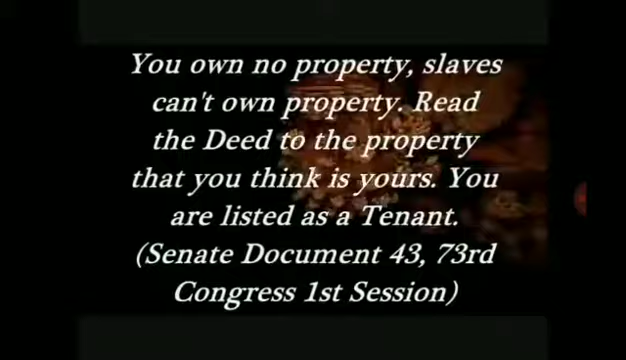 You own no property, slaves
can't own property. Read
the Deed to the property
that you think is yours. You
are listed as a Tenant.
(Senate Document 43, 73rd
Congress 1st Session)